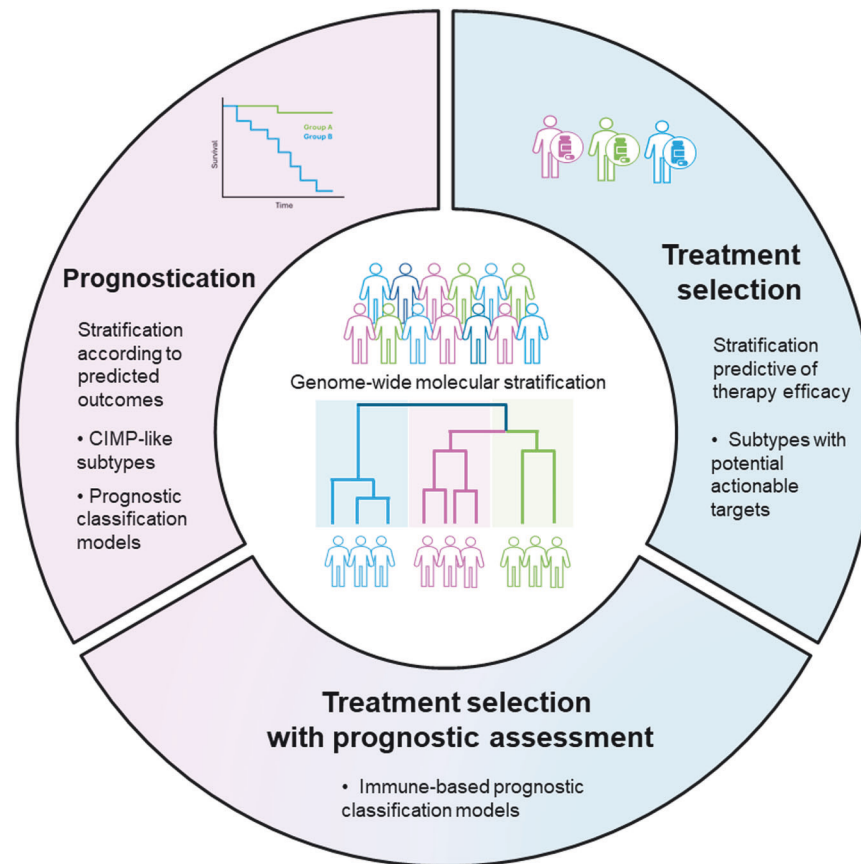 Group A
Group B
Survival
Time
Prognostication
Stratification
according to
predicted
outcomes
• CIMP-like
subtypes
• Prognostic
classification
models
Treatment
selection
Stratification
predictive of
therapy efficacy
• Subtypes with
potential
actionable
targets
Genome-wide molecular stratification
Treatment selection
with prognostic assessment
• Immune-based prognostic
classification models